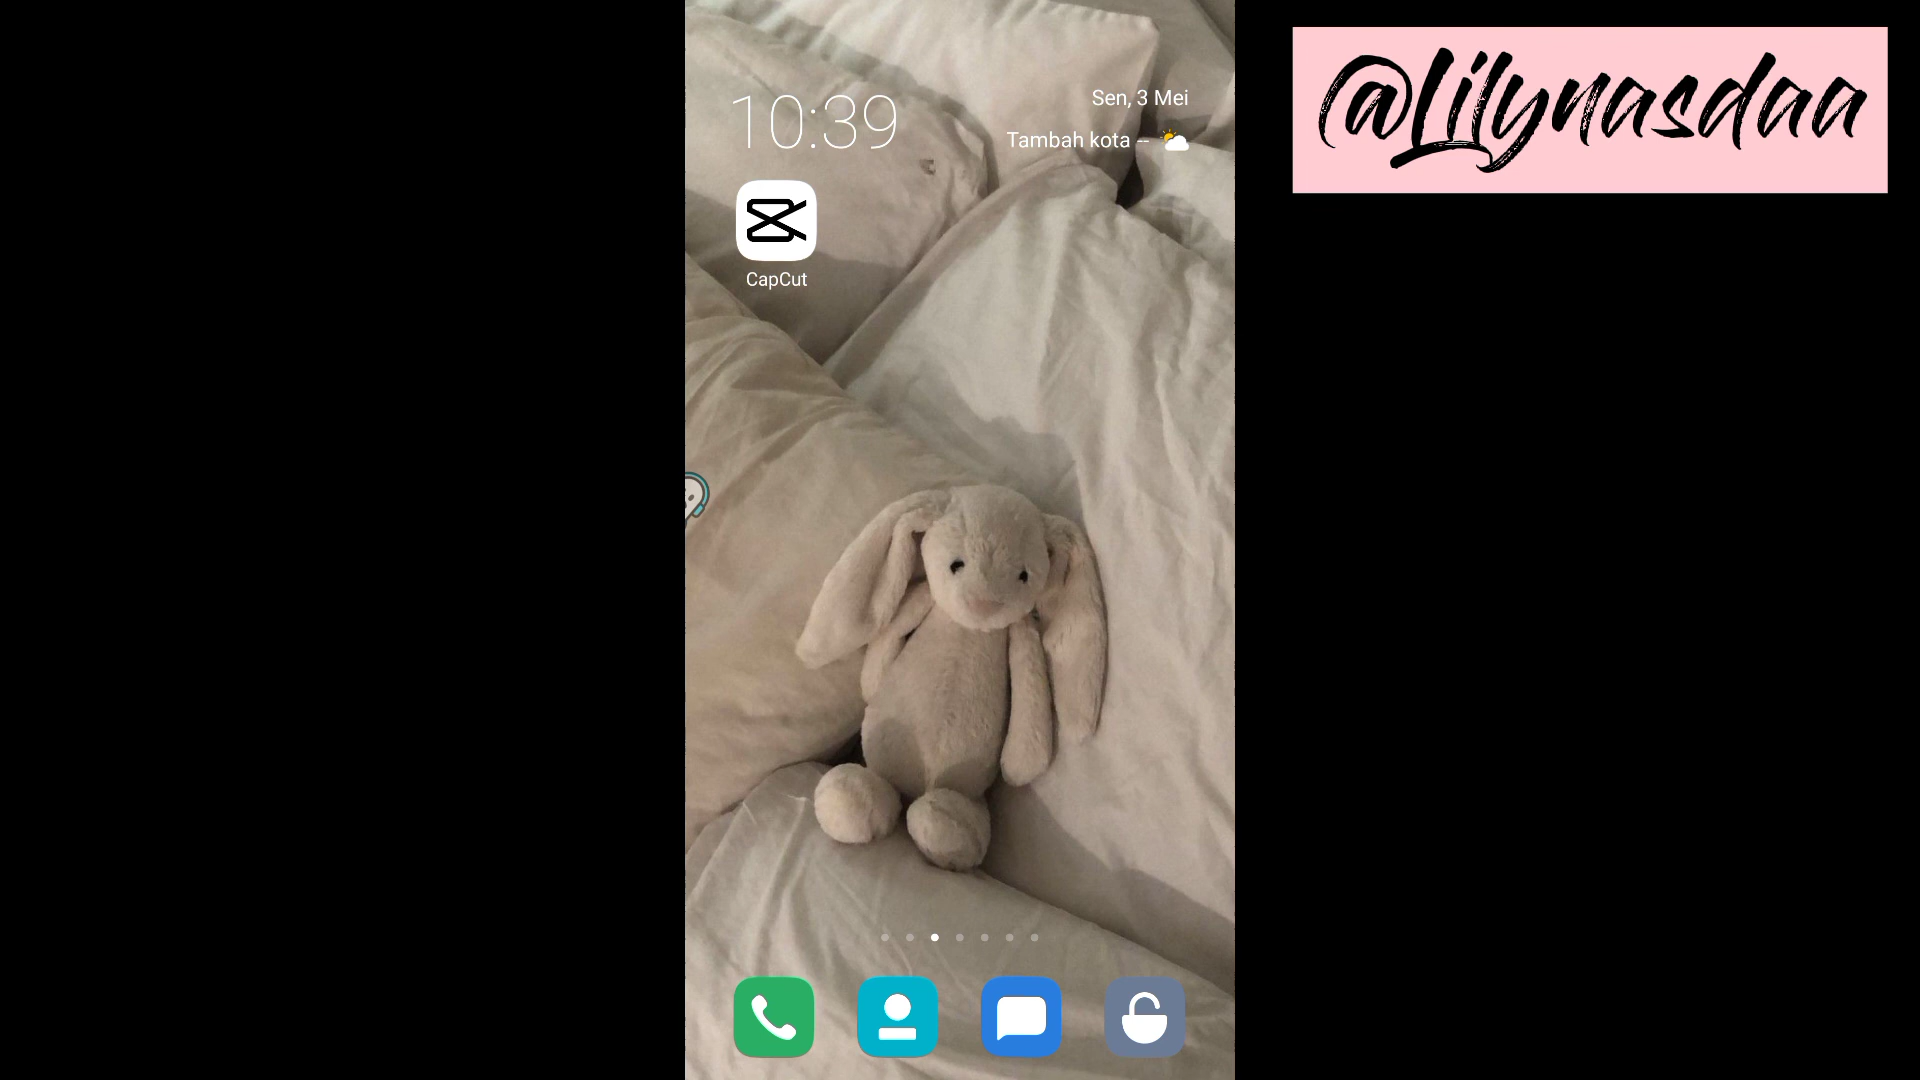 10:39
Sen, 3 Mei
Tambah kota --
CapCut
@Lilynasdaa